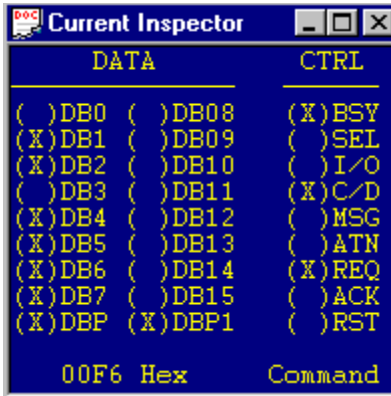 DOC Current Inspector
DATA CTRL
( )DB0 ( )DB08 (X)BSY
(X)DB1 ( )DB09 ( )SEL
(X)DB2 ( )DB10 ( )I/O
( )DB3 ( )DB11 (X)C/D
(X)DB4 ( )DB12 ( )MSG
(X)DB5 ( )DB13 ( )ATN
(X)DB6 ( )DB14 (X)REQ
(X)DB7 ( )DB15 ( )ACK
(X)DBP (X)DBP1 ( )RST
00F6 Hex Command